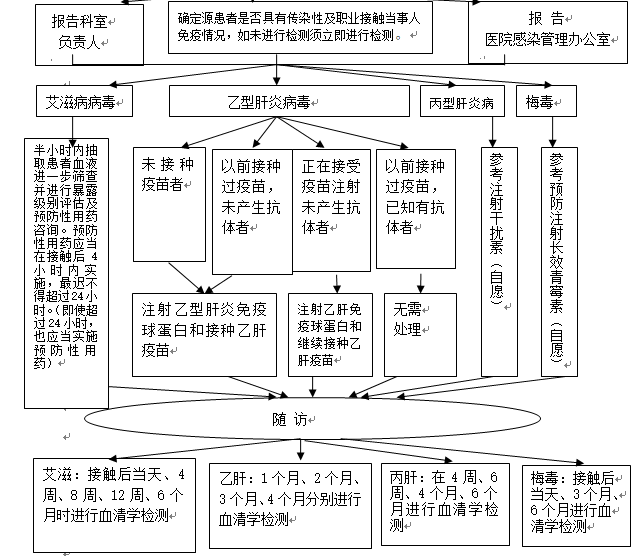 报告科室
负责人
确定源患者是否具有传染性及职业接触当事人
免疫情况，如未进行检测须立即进行检测。
报 告
医院感染管理办公室
艾滋病病毒
乙型肝炎病毒
丙型肝炎病
梅毒
半小时内抽
取患者血液
进一步筛查
并进行暴露
级别评估及
预防性用药
咨询。预防
性用药应当
在接触后 4
小时内实
施，最迟不
得超过24小
时。（即使超
过24小时，
也应当实施
预防性用
药）
未接种
疫苗者
以前接种
过疫苗，
未产生抗
体者
正在接受
疫苗注射
未产生抗
体者
以前接种
过疫苗，
已知有抗
体者
参考注射干扰素（自愿）
参考预防注射长效青霉素（自愿）
注射乙型肝炎免疫
球蛋白和接种乙肝
疫苗
注射乙肝免
疫球蛋白和
继续接种乙
肝疫苗
无需
处理
随 访
艾滋：接触后当天、4
周、8 周、12 周、6 个
月时进行血清学检测
乙肝：1 个月、2 个月、
3 个月、4 个月分别进行
血清学检测
丙肝：在 4 周、6
周、4 个月、6 个
月进行血清学检
测
梅毒：接触后
当天、3 个月、
6 个月进行血
清学检测